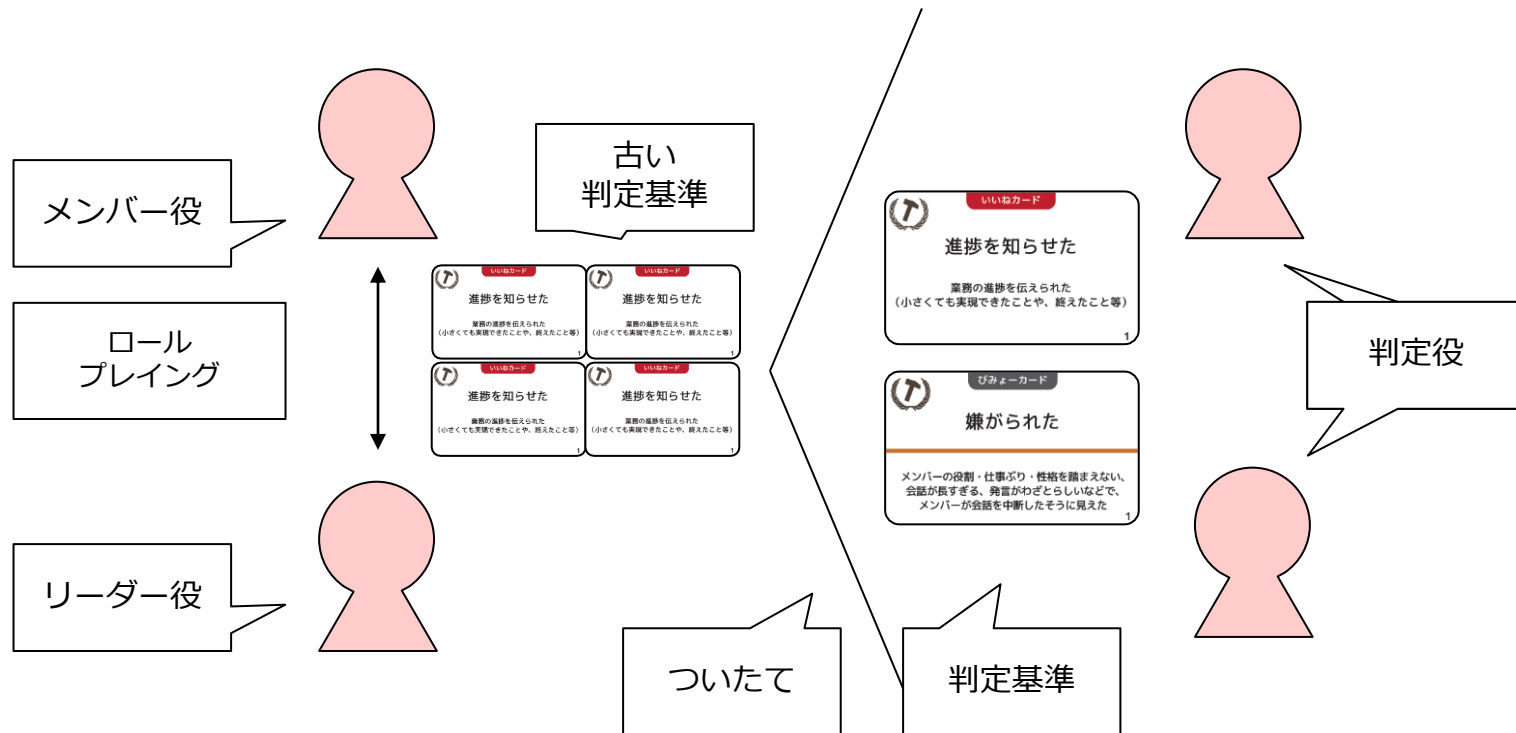 メンバー役
ロール
プレイング
リーダー役
古い
判定基準
いいねカード
進捗を知らせた
業務の進捗を伝えられた
(小さくても実現できたことや、終えたこと等)
1
いいねカード
進捗を知らせた
業務の進捗を伝えられた
(小さくても実現できたことや、終えたこと等)
1
いいねカード
進捗を知らせた
業務の進捗を伝えられた
(小さくても実現できたことや、終えたこと等)
1
いいねカード
進捗を知らせた
業務の進捗を伝えられた
(小さくても実現できたことや、終えたこと等)
1
いいねカード
進捗を知らせた
業務の進捗を伝えられた
(小さくても実現できたことや、終えたこと等)
1
びみょーカード
嫌がられた
メンバーの役割・仕事ぶり・性格を踏まえない、
会話が長すぎる、発言がわざとらしいなどで、
メンバーが会話を中断したそうに見えた
1
判定役
ついたて
判定基準